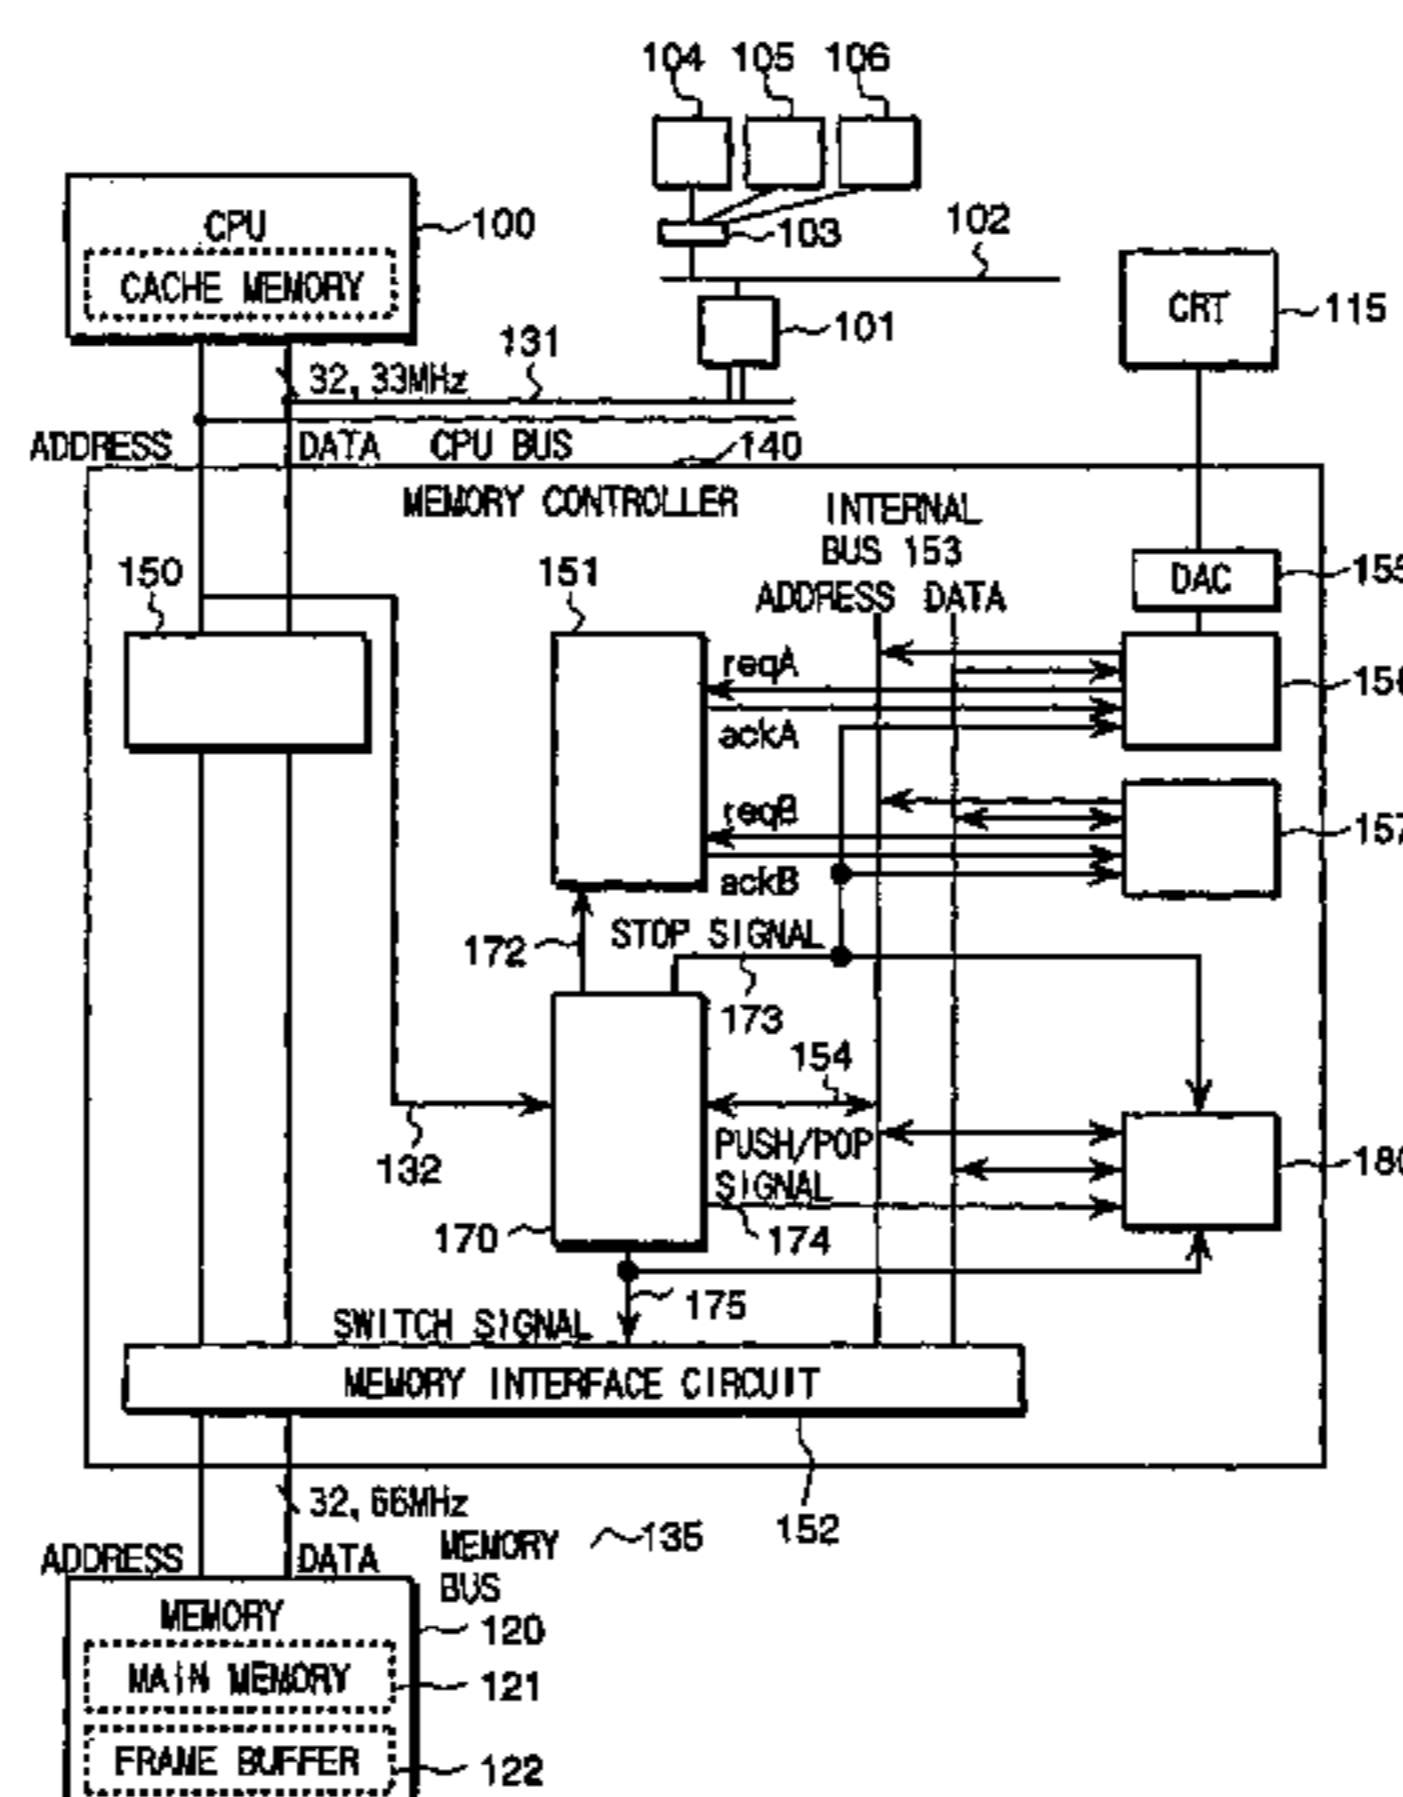 104 105 106
CPU
100
CACHE MEMORY
103
102
CRT
115
101
131
32, 33MHz
ADDRESS DATA CPU BUS
140
MEMORY CONTROLLER
INTERNAL
BUS 153
ADDRESS DATA
150
151
DAC
155
reqA
ackA
reqB
157
ackB
172
STOP SIGNAL
173
154
132
PUSH/POP
SIGNAL
180
170
174
175
SWITCH SIGNAL
MEMORY INTERFACE CIRCUIT
32, 66MHz
152
ADDRESS DATA
MEMORY
BUS
135
MEMORY
120
MAIN MEMORY
121
FRAME BUFFER
122